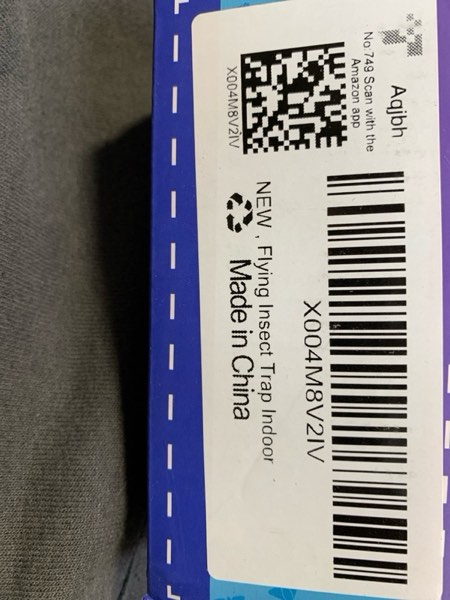 Aqjbh
No:749 Scan with the
Amazon app
X004M8V2IV
X004M8V2IV
NEW , Flying Insect Trap Indoor
Made in China